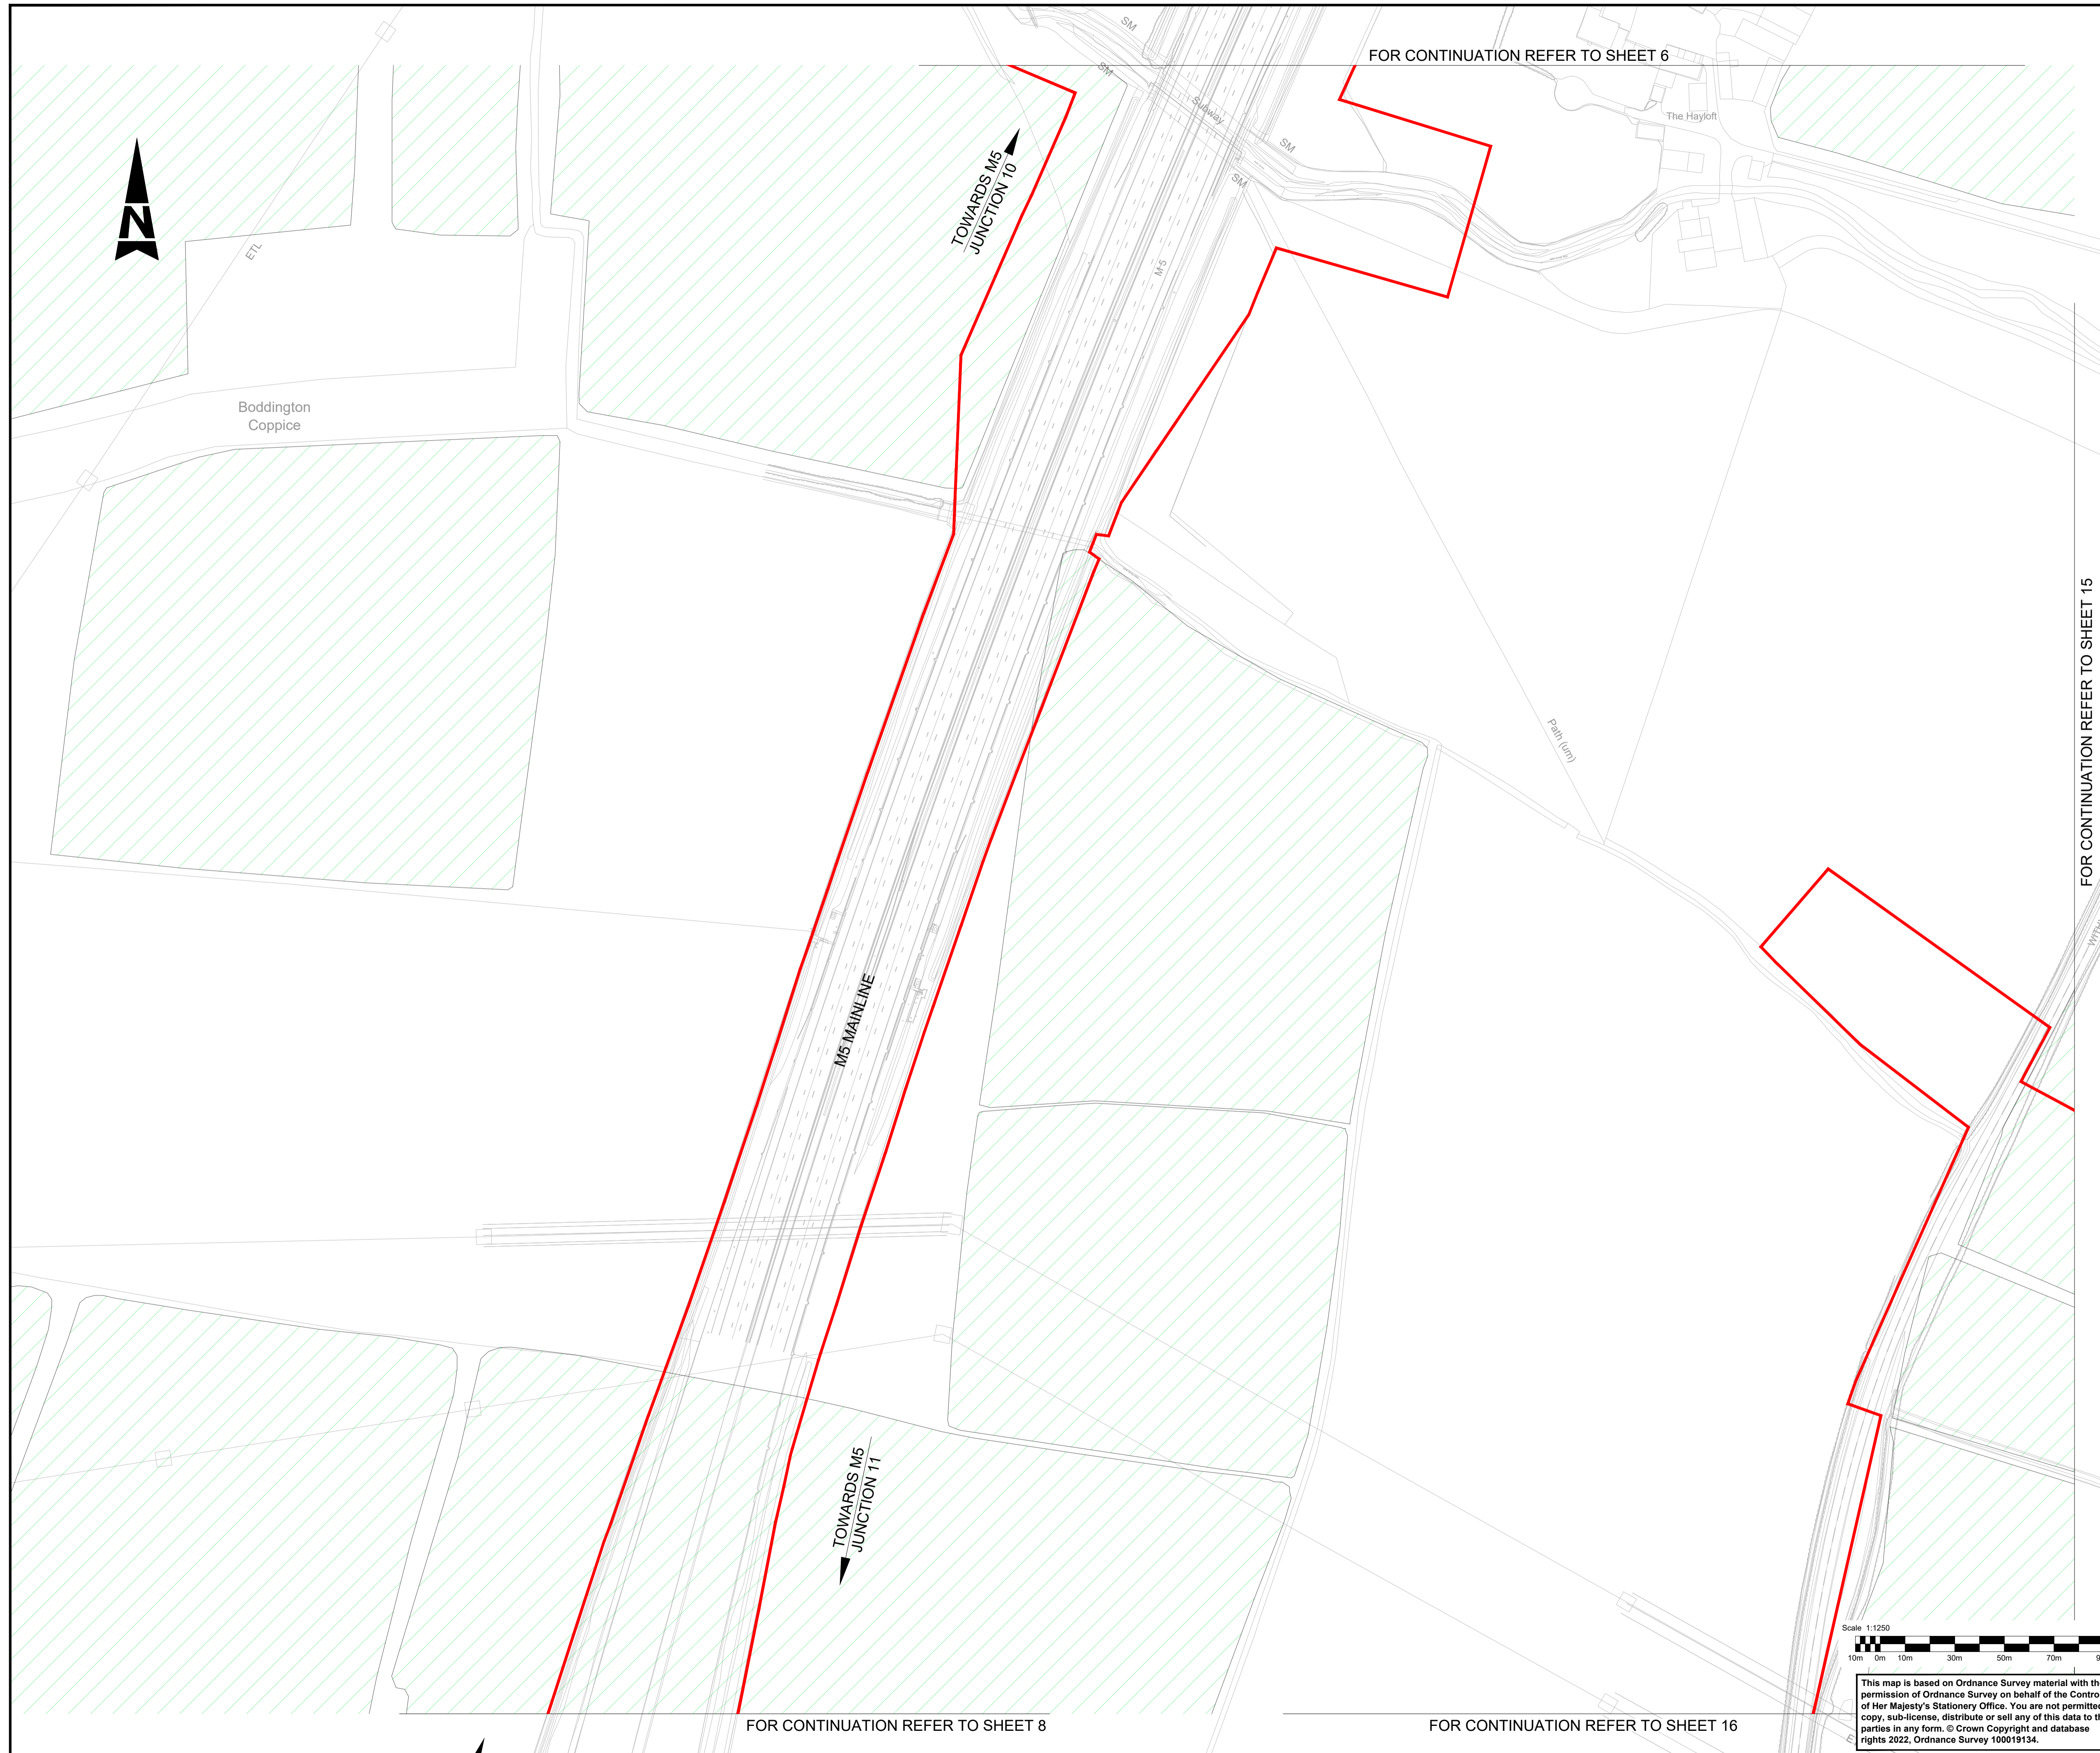 FOR CONTINUATION REFER TO SHEET 6
SM
SM
Subway
SM
SM
The Hayloft
N
ETL
TOWARDS M5
JUNCTION 10
M 5
Boddington
Coppice
FOR CONTINUATION REFER TO SHEET 15
Path (um)
M5 MAINLINE
TOWARDS M5
JUNCTION 11
Scale 1:1250
10m 0m 10m 30m 50m 70m
This map is based on Ordnance Survey material with
permission of Ordnance Survey on behalf of the
of Her Majesty's Stationery Office. You are not
copy, sub-license, distribute or sell any of this data to
parties in any form. © Crown Copyright and database
rights 2022, Ordnance Survey 100019134.
FOR CONTINUATION REFER TO SHEET 8
FOR CONTINUATION REFER TO SHEET 16